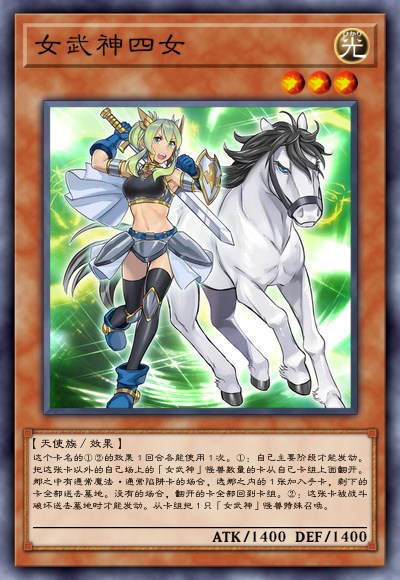 女武神四女
ひかり
光
【天使族／效果】
这个卡名的①②的效果1回合各能使用1次。①：自己主要阶段才能发动。
把这张卡以外的自己场上的「女武神」怪兽数量的卡从自己卡组上面翻开。
那之中有通常魔法·通常陷阱卡的场合，选那之内的1张加入手卡，剩下的
卡全部送去墓地。没有的场合，翻开的卡全部回到卡组。②：这张卡被战斗
破坏送去墓地时才能发动。从卡组把1只「女武神」怪兽特殊召唤。
ATK/1400 DEF/1400